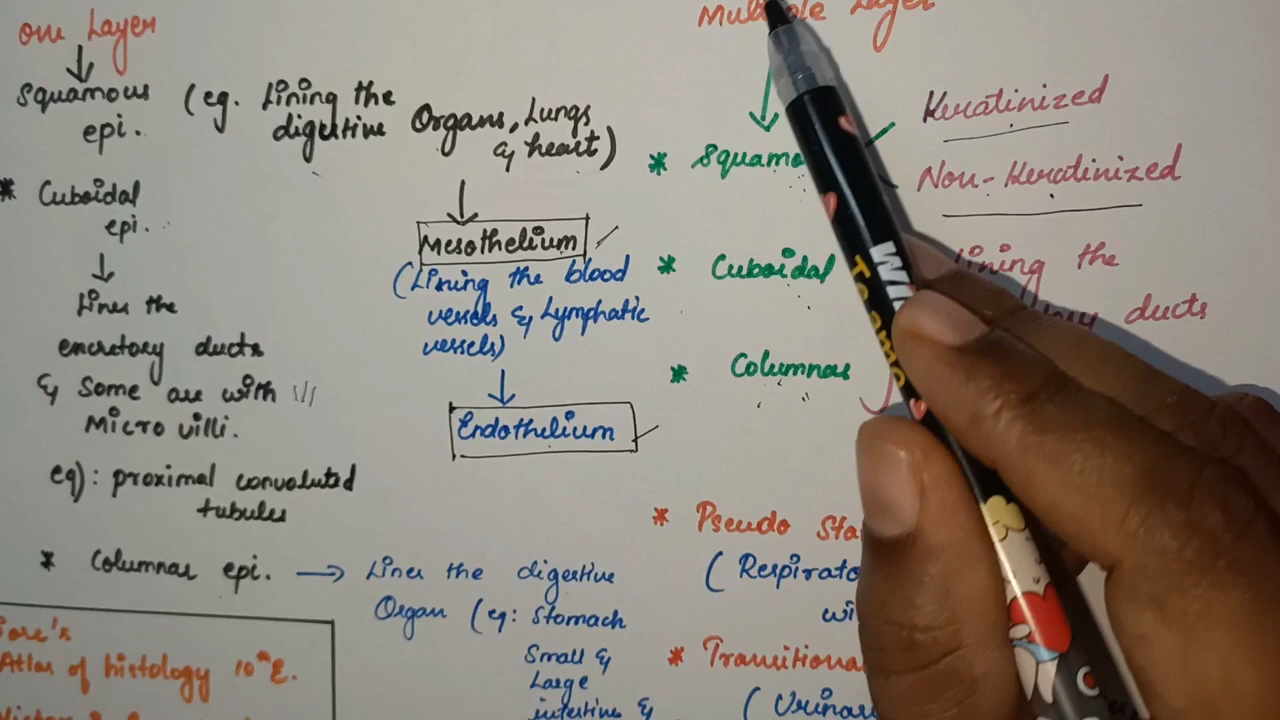 One Layer
Squamous epi.
(eg. Lining the digestive Organs, Lungs & heart)
Mesothelium
(Lining the blood vessels & Lymphatic vessels)
Endothelium
* Cuboidal epi.
Lines the
excretory ducts
& Some are with
Micro villi.
eg): proximal convoluted
tubules
* Columnar epi. → Lines the digestive
Organ (eg: Stomach
Small &
Large
intestine &
Atlas of histology 10th E.
Multiple Layer
* Squamo
Keratinized
Non-Keratinized
* Cuboidal
lining the
ducts
* Columnar
* Pseudo Sta
(Respirato
wi
* Transitiona
(Urinar